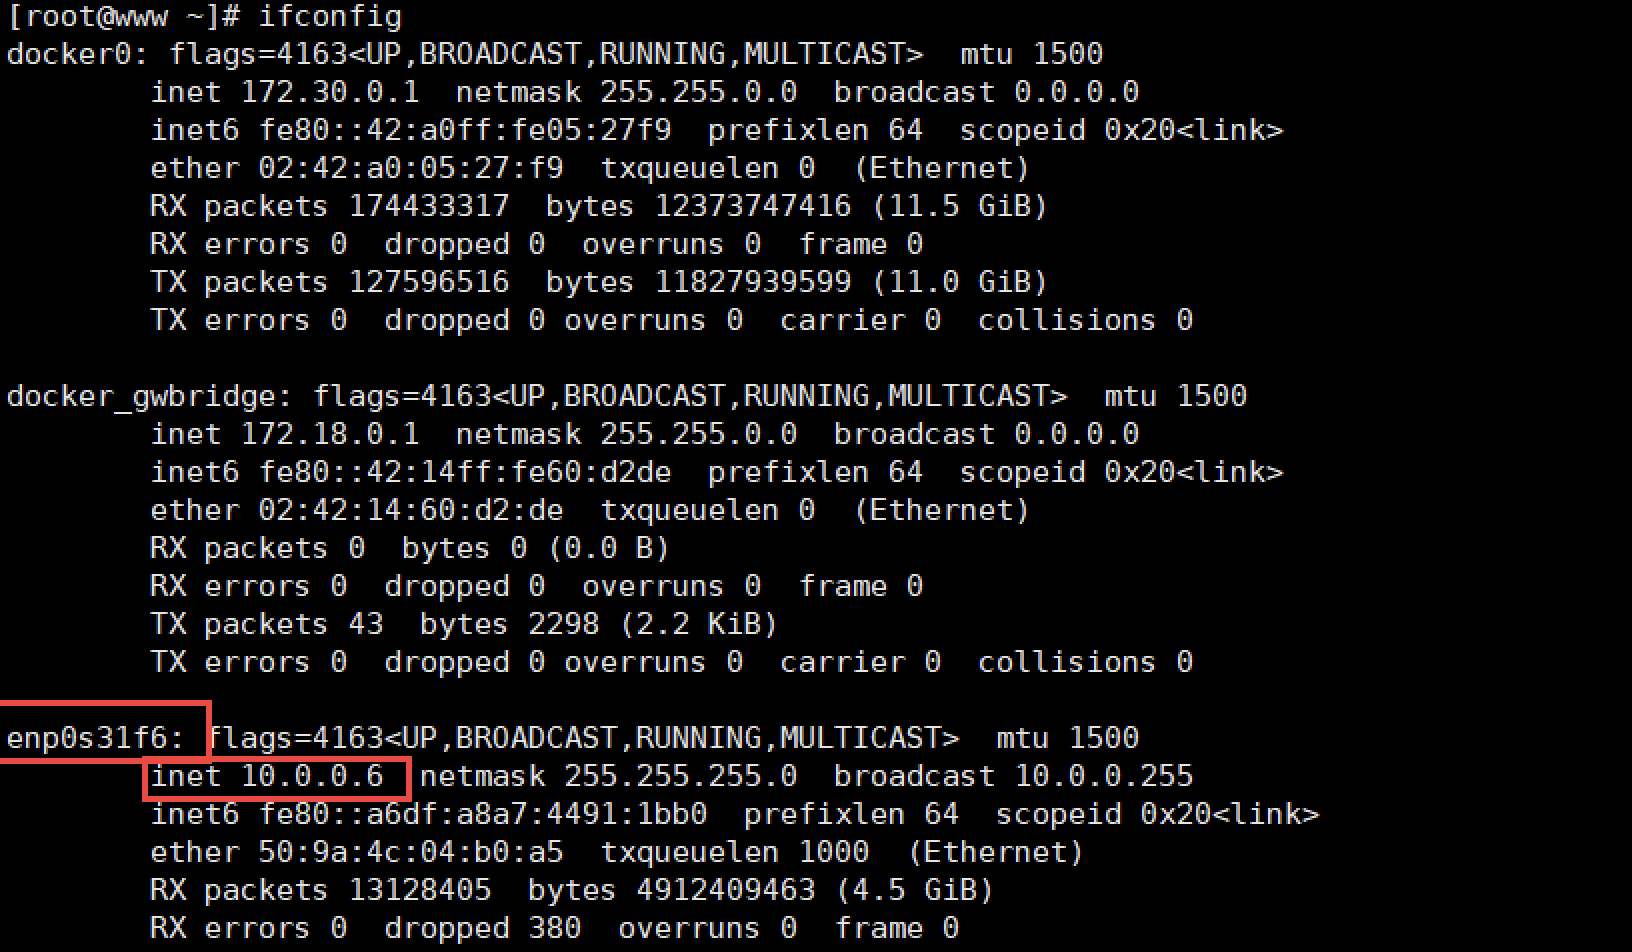 [root@www ~]# ifconfig
docker0: flags=4163<UP,BROADCAST,RUNNING,MULTICAST>  mtu 1500
        inet 172.30.0.1  netmask 255.255.0.0  broadcast 0.0.0.0
        inet6 fe80::42:a0ff:fe05:27f9  prefixlen 64  scopeid 0x20<link>
        ether 02:42:a0:05:27:f9  txqueuelen 0  (Ethernet)
        RX packets 174433317  bytes 12373747416 (11.5 GiB)
        RX errors 0  dropped 0  overruns 0  frame 0
        TX packets 127596516  bytes 11827939599 (11.0 GiB)
        TX errors 0  dropped 0 overruns 0  carrier 0  collisions 0

docker_gwbridge: flags=4163<UP,BROADCAST,RUNNING,MULTICAST>  mtu 1500
        inet 172.18.0.1  netmask 255.255.0.0  broadcast 0.0.0.0
        inet6 fe80::42:14ff:fe60:d2de  prefixlen 64  scopeid 0x20<link>
        ether 02:42:14:60:d2:de  txqueuelen 0  (Ethernet)
        RX packets 0  bytes 0 (0.0 B)
        RX errors 0  dropped 0  overruns 0  frame 0
        TX packets 43  bytes 2298 (2.2 KiB)
        TX errors 0  dropped 0 overruns 0  carrier 0  collisions 0

enp0s31f6: flags=4163<UP,BROADCAST,RUNNING,MULTICAST>  mtu 1500
        inet 10.0.0.6  netmask 255.255.255.0  broadcast 10.0.0.255
        inet6 fe80::a6df:a8a7:4491:1bb0  prefixlen 64  scopeid 0x20<link>
        ether 50:9a:4c:04:b0:a5  txqueuelen 1000  (Ethernet)
        RX packets 13128405  bytes 4912409463 (4.5 GiB)
        RX errors 0  dropped 380  overruns 0  frame 0